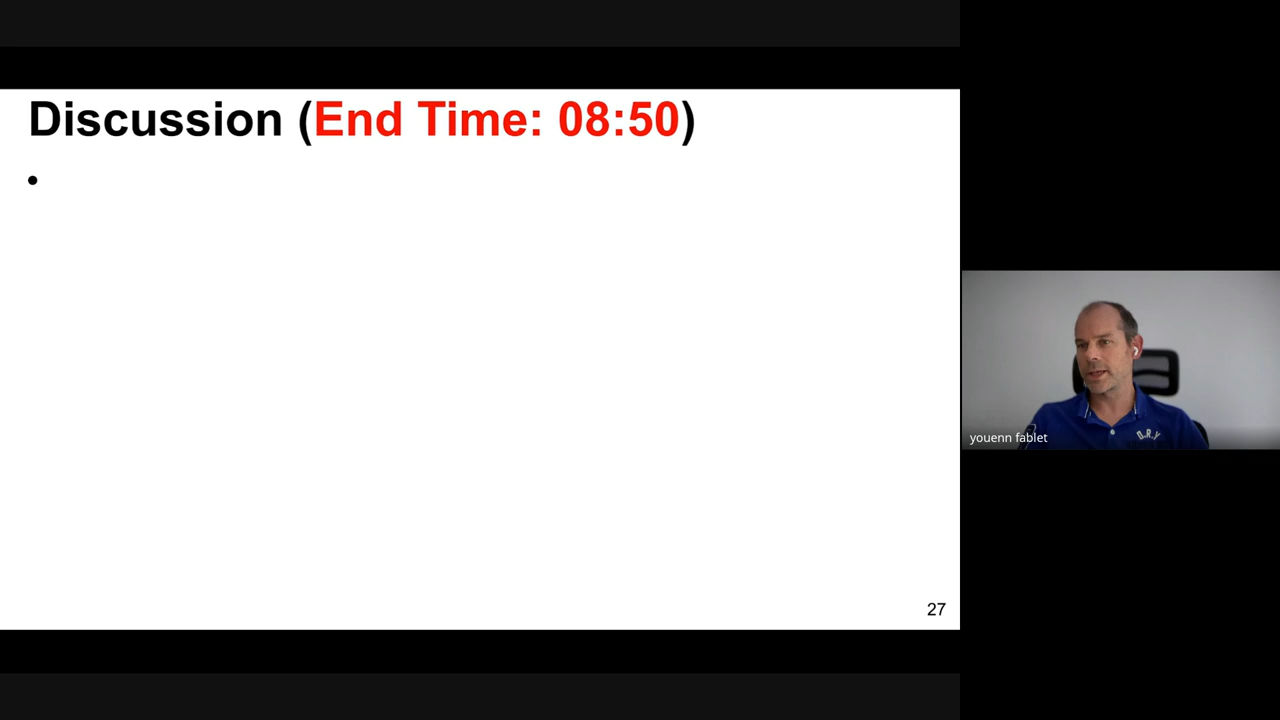 Discussion (End Time: 08:50)
•
27
youenn fablet
D.R.Y